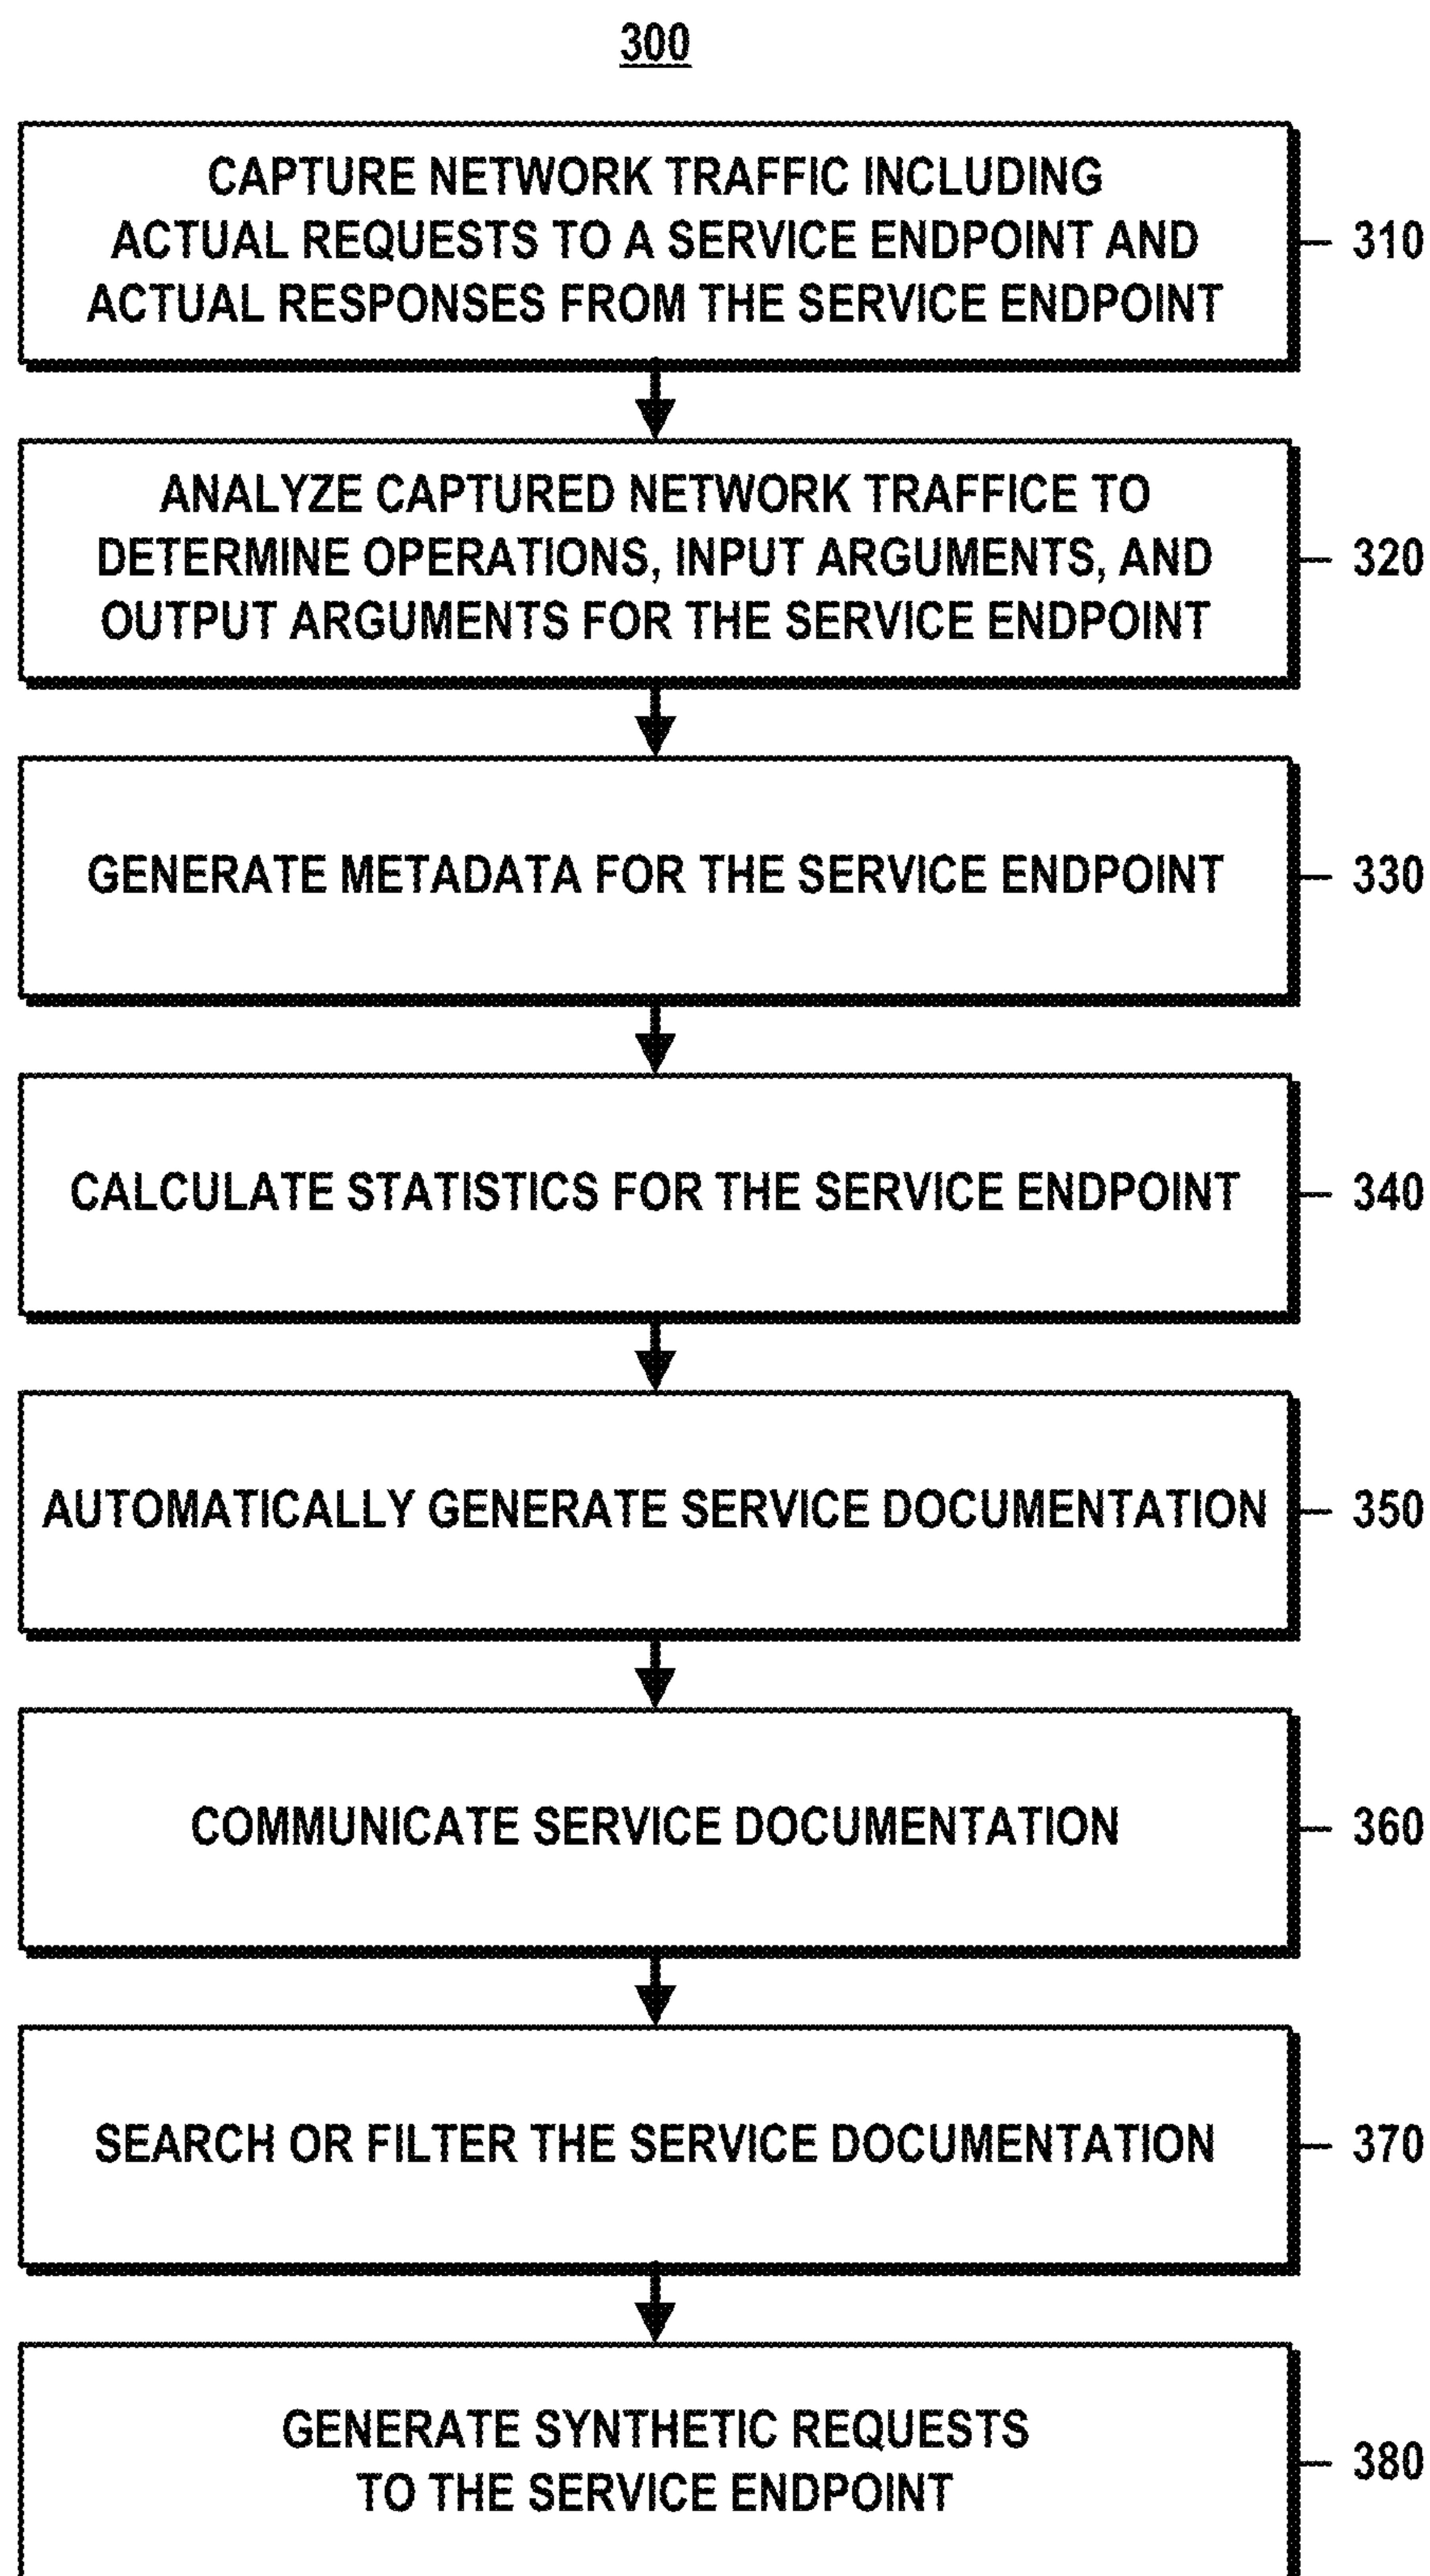 300
CAPTURE NETWORK TRAFFIC INCLUDING
ACTUAL REQUESTS TO A SERVICE ENDPOINT AND
ACTUAL RESPONSES FROM THE SERVICE ENDPOINT
310
ANALYZE CAPTURED NETWORK TRAFFICE TO
DETERMINE OPERATIONS, INPUT ARGUMENTS, AND
OUTPUT ARGUMENTS FOR THE SERVICE ENDPOINT
320
GENERATE METADATA FOR THE SERVICE ENDPOINT
330
CALCULATE STATISTICS FOR THE SERVICE ENDPOINT
340
AUTOMATICALLY GENERATE SERVICE DOCUMENTATION
350
COMMUNICATE SERVICE DOCUMENTATION
360
SEARCH OR FILTER THE SERVICE DOCUMENTATION
370
GENERATE SYNTHETIC REQUESTS
TO THE SERVICE ENDPOINT
380